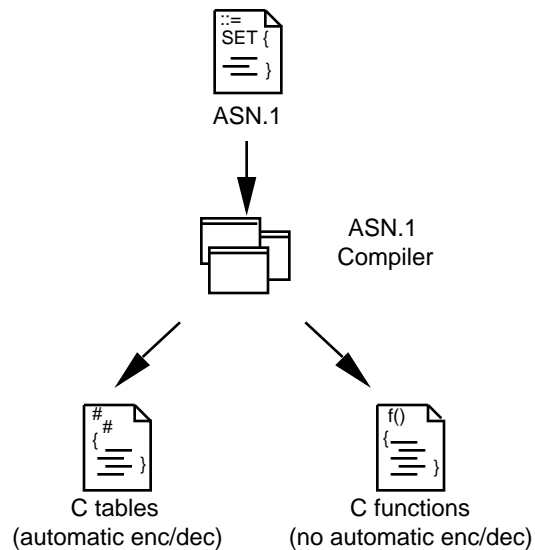 ::=
SET {
}
ASN.1
ASN.1
Compiler
#
#
{
}
C tables
(automatic enc/dec)
f()
{
}
C functions
(no automatic enc/dec)